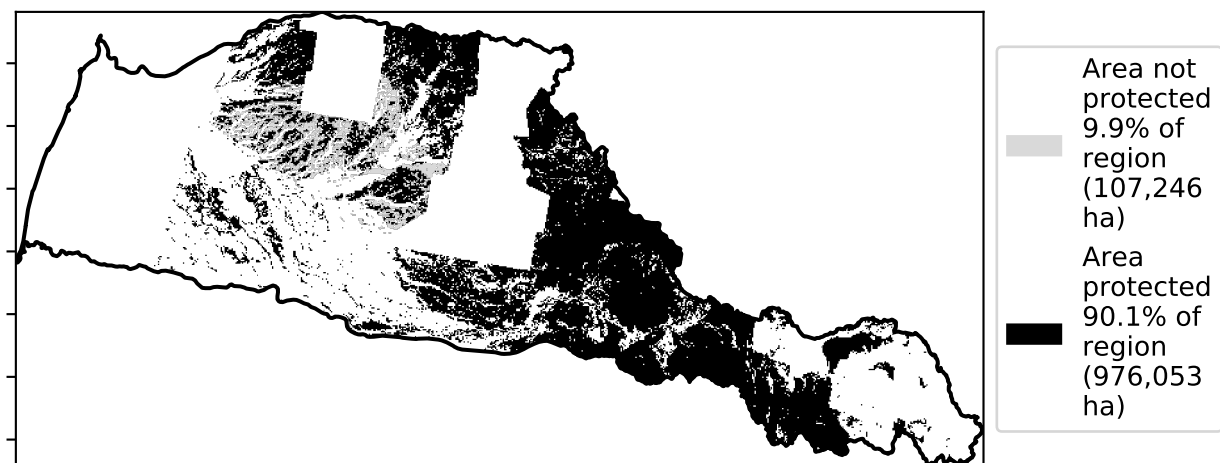 Area not
protected
9.9% of
region
(107,246
ha)
Area
protected
90.1% of
region
(976,053
ha)